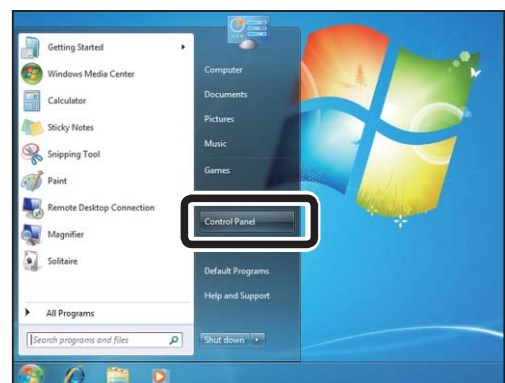 Getting Started
Windows Media Center
Calculator
Sticky Notes
Snipping Tool
Paint
Remote Desktop Connection
Magnifier
Solitaire
All Programs
Search programs and files
Computer
Documents
Pictures
Music
Games
Control Panel
Default Programs
Help and Support
Shut down